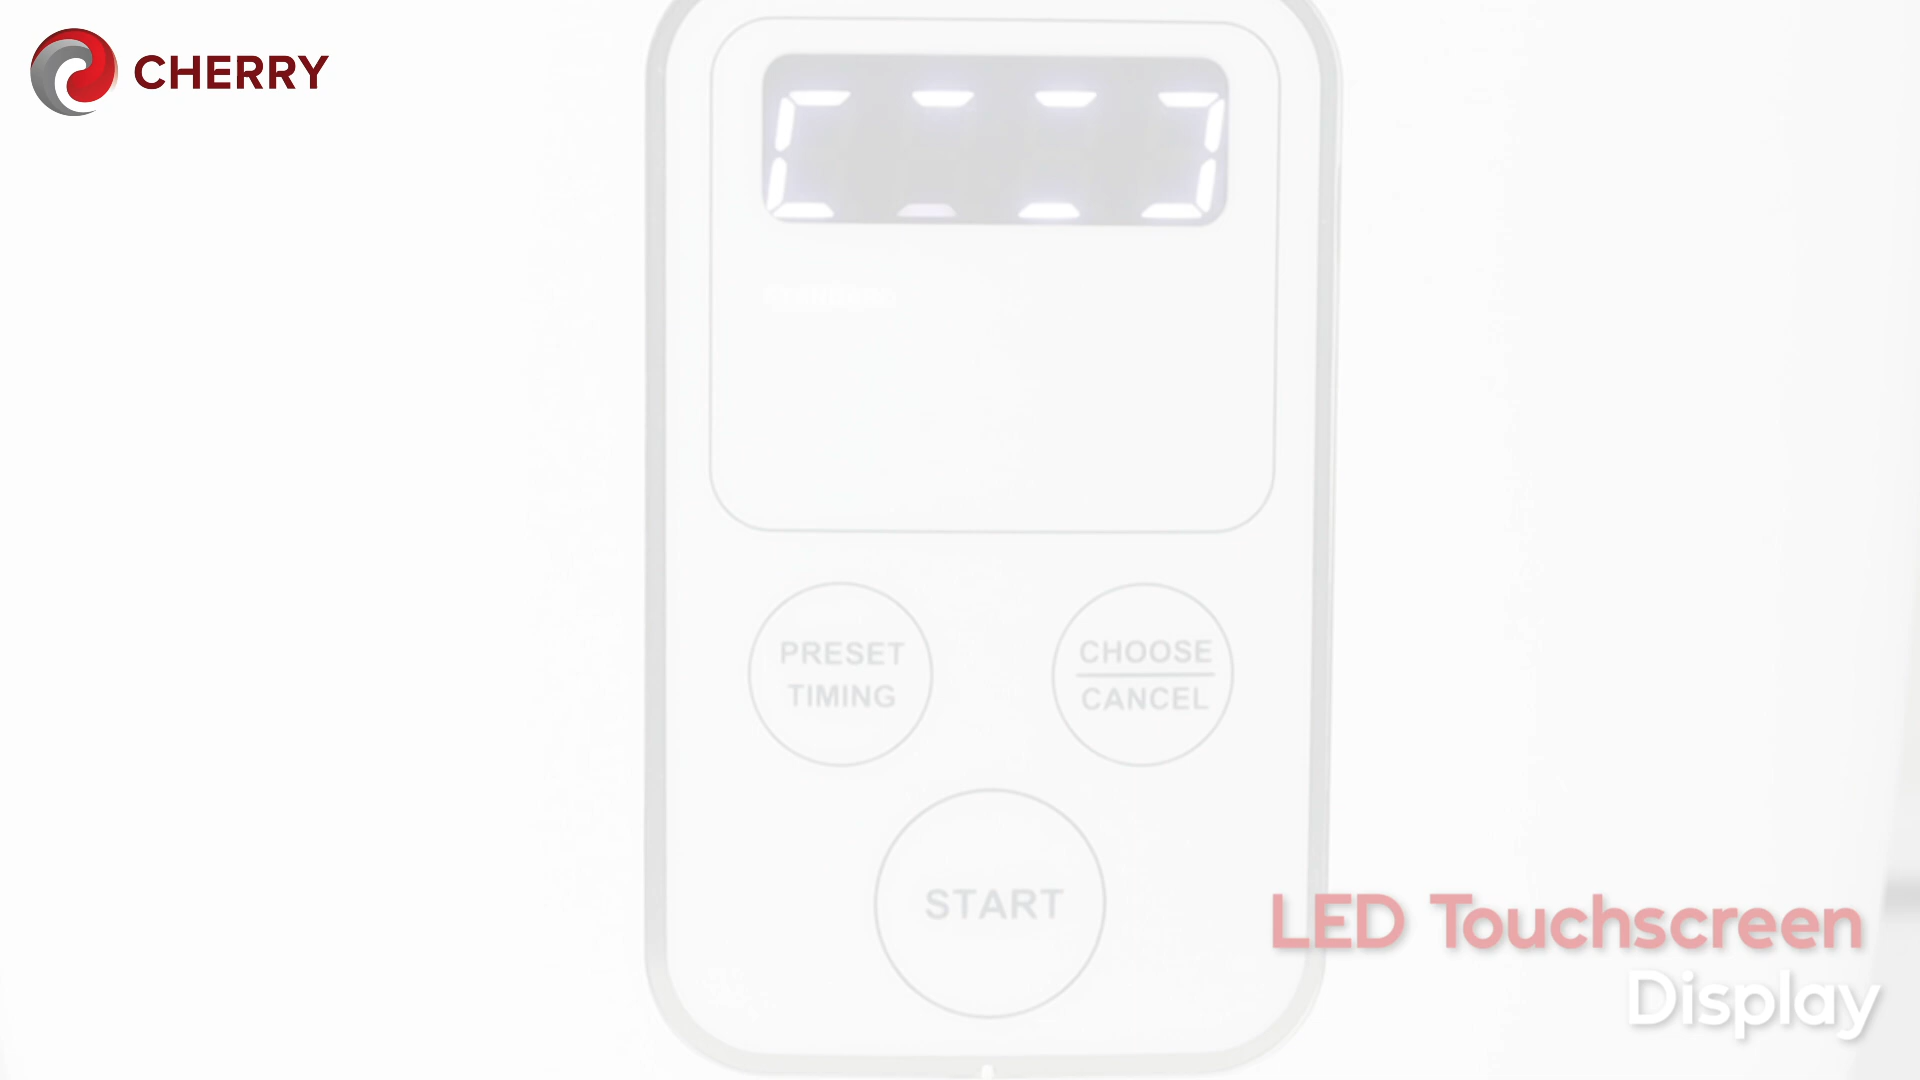 CHERRY
PRESET
TIMING
CHOOSE
CANCEL
START
LED Touchscreen
Display